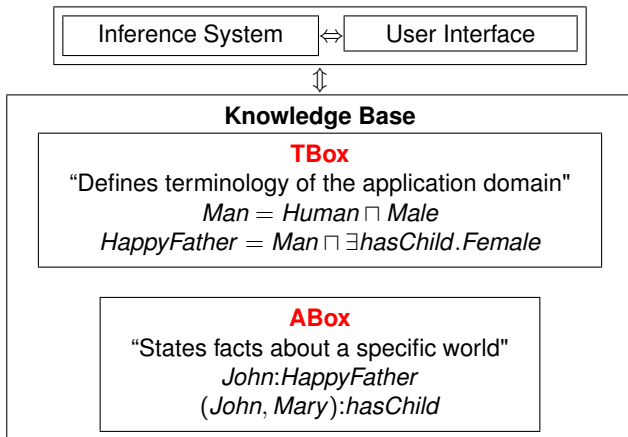 Inference System ⇔ User Interface
⇕
Knowledge Base
TBox
“Defines terminology of the application domain"
Man = Human ⊓ Male
HappyFather = Man ⊓ ∃hasChild.Female
ABox
“States facts about a specific world"
John:HappyFather
(John, Mary):hasChild